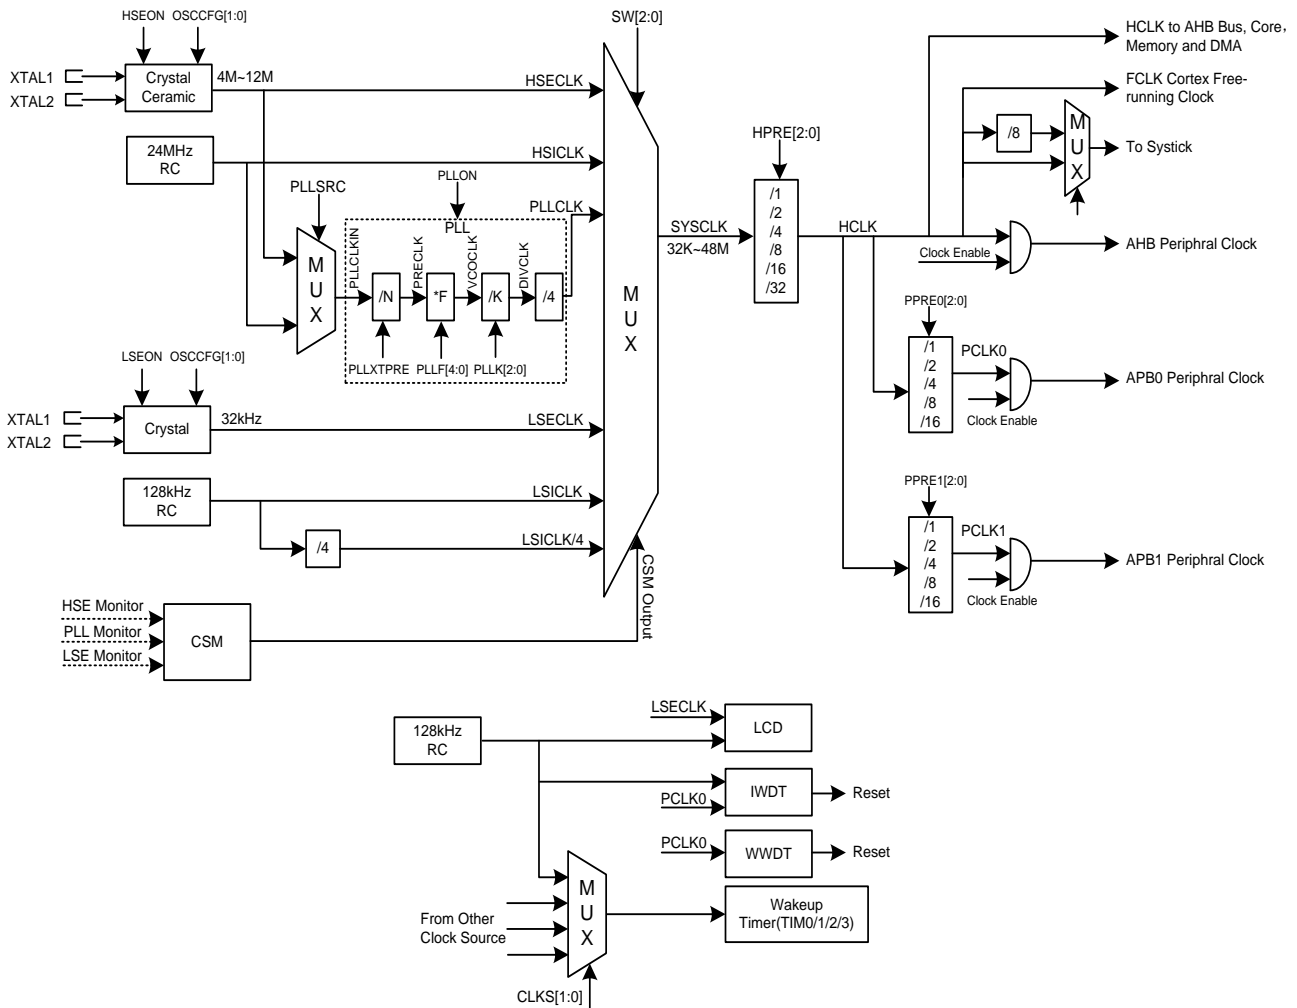 HSEON OSCCFG[1:0]
SW[2:0]
HCLK to AHB Bus, Core，
Memory and DMA
XTAL1
XTAL2
Crystal
Ceramic
4M~12M
HSECLK
FCLK Cortex Free-
running Clock
24MHz
RC
HSICLK
HPRE[2:0]
/8
MUX
To Systick
PLLSRC
PLLON
PLL
PLLCLK
MUX
PLLCLKIN
/N
PRECLK
*F
VCOCLK
/K
DIVCLK
/4
PLLXTPRE PLLF[4:0] PLLK[2:0]
MUX
SYSCLK
32K~48M
/1
/2
/4
/8
/16
/32
HCLK
Clock Enable
AHB Periphral Clock
PPRE0[2:0]
/1
/2
/4
/8
/16
PCLK0
Clock Enable
APB0 Periphral Clock
LSEON OSCCFG[1:0]
XTAL1
XTAL2
Crystal
32kHz
LSECLK
128kHz
RC
LSICLK
/4
LSICLK/4
PPRE1[2:0]
/1
/2
/4
/8
/16
PCLK1
Clock Enable
APB1 Periphral Clock
HSE Monitor
PLL Monitor
LSE Monitor
CSM
CSM Output
128kHz
RC
LSECLK
LCD
PCLK0
IWDT
Reset
PCLK0
WWDT
Reset
From Other
Clock Source
MUX
Wakeup
Timer(TIM0/1/2/3)
CLKS[1:0]